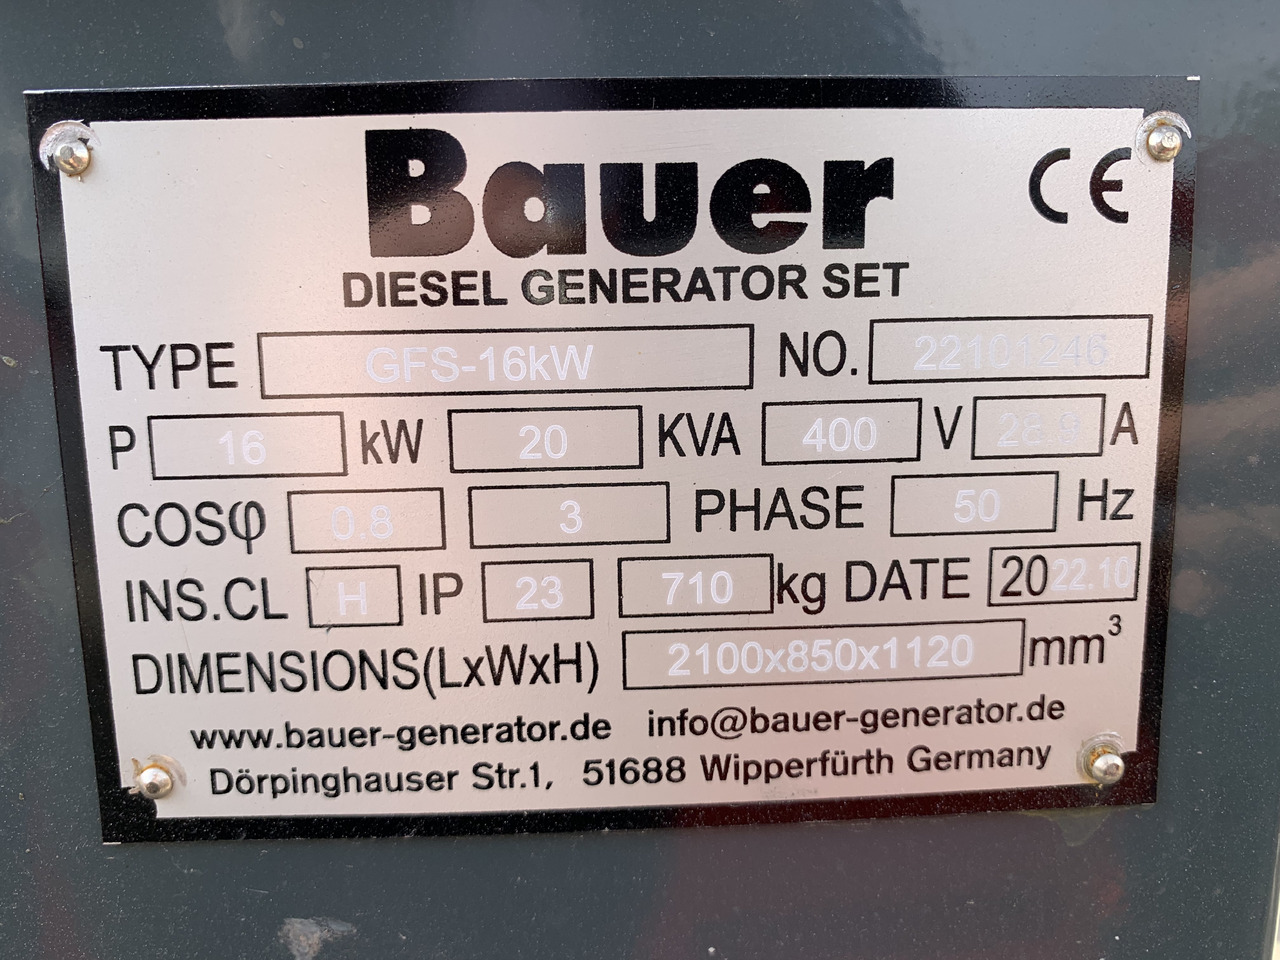 Bauer CE
DIESEL GENERATOR SET
TYPE GFS-16kW NO. 22101246
P 16 kW 20 KVA 400 V 28.9 A
COSφ 0.8 3 PHASE 50 Hz
INS.CL H IP 23 710 kg DATE 2022.10
DIMENSIONS(LxWxH) 2100x850x1120 mm³
www.bauer-generator.de info@bauer-generator.de
Dörpinghauser Str.1, 51688 Wipperfürth Germany